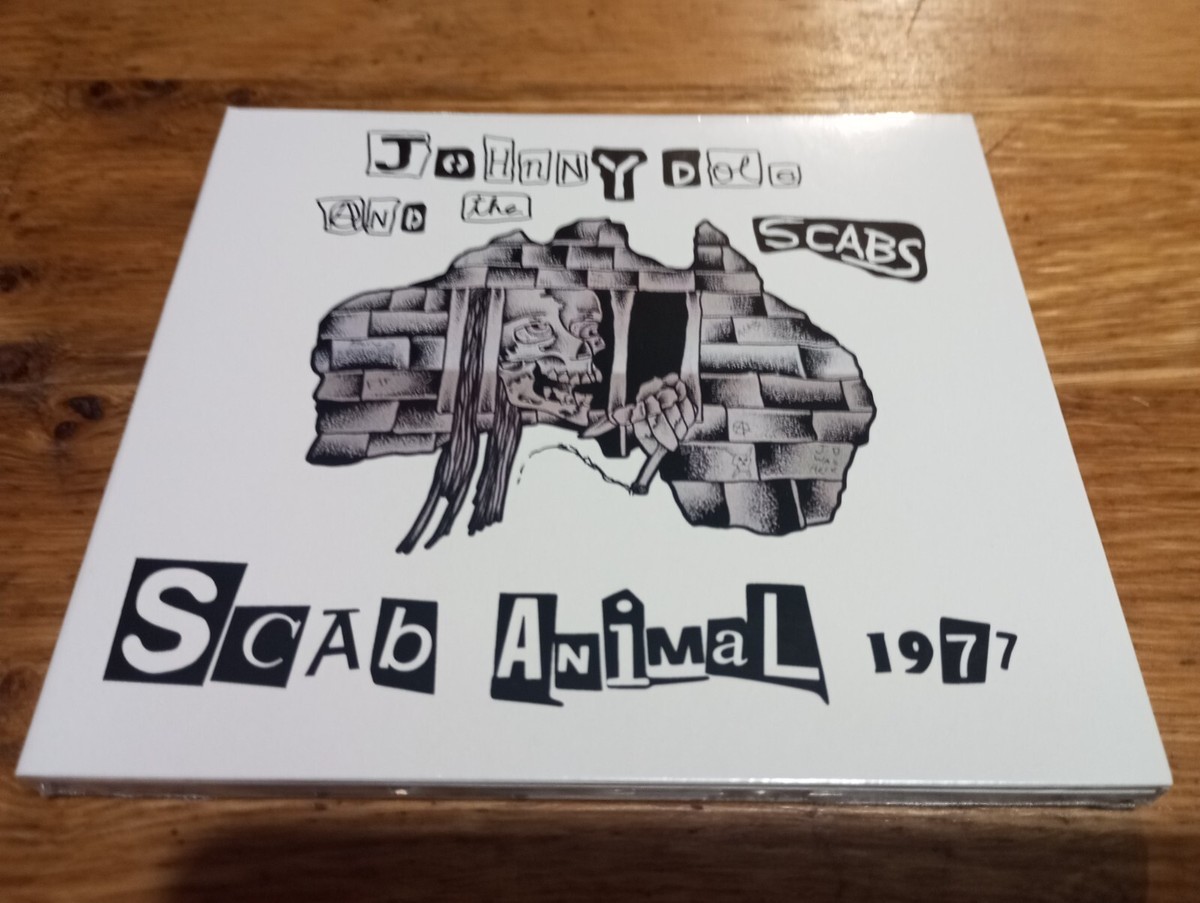 JOHNNY DOLE
AND the
SCABS
SCAb ANiMaL 1977